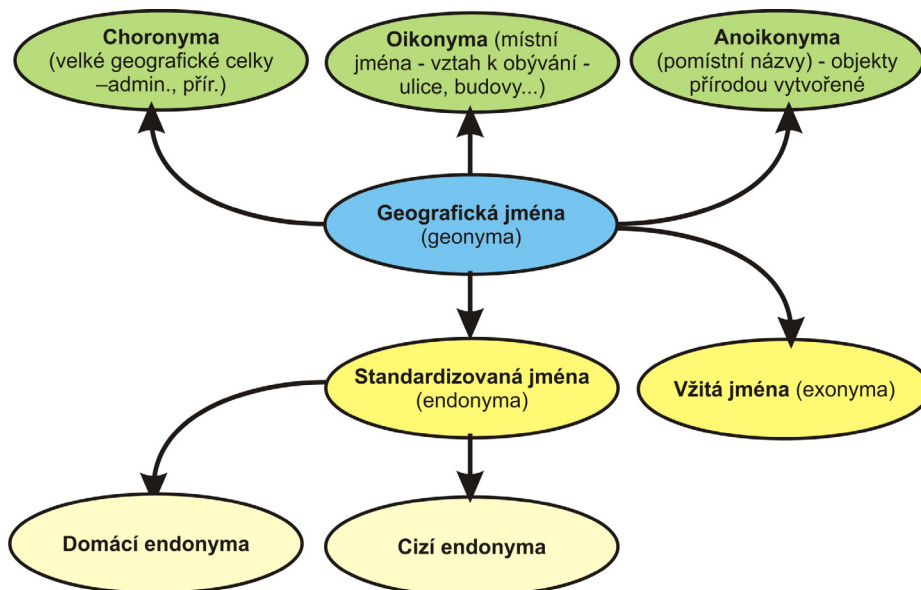 Choronyma
(velké geografické celky
–admin., přír.)
Oikonyma (místní
jména - vztah k obývání -
ulice, budovy...)
Anoikonyma
(pomístní názvy) - objekty
přírodou vytvořené
Geografická jména
(geonyma)
Standardizovaná jména
(endonyma)
Vžitá jména (exonyma)
Domácí endonyma
Cizí endonyma